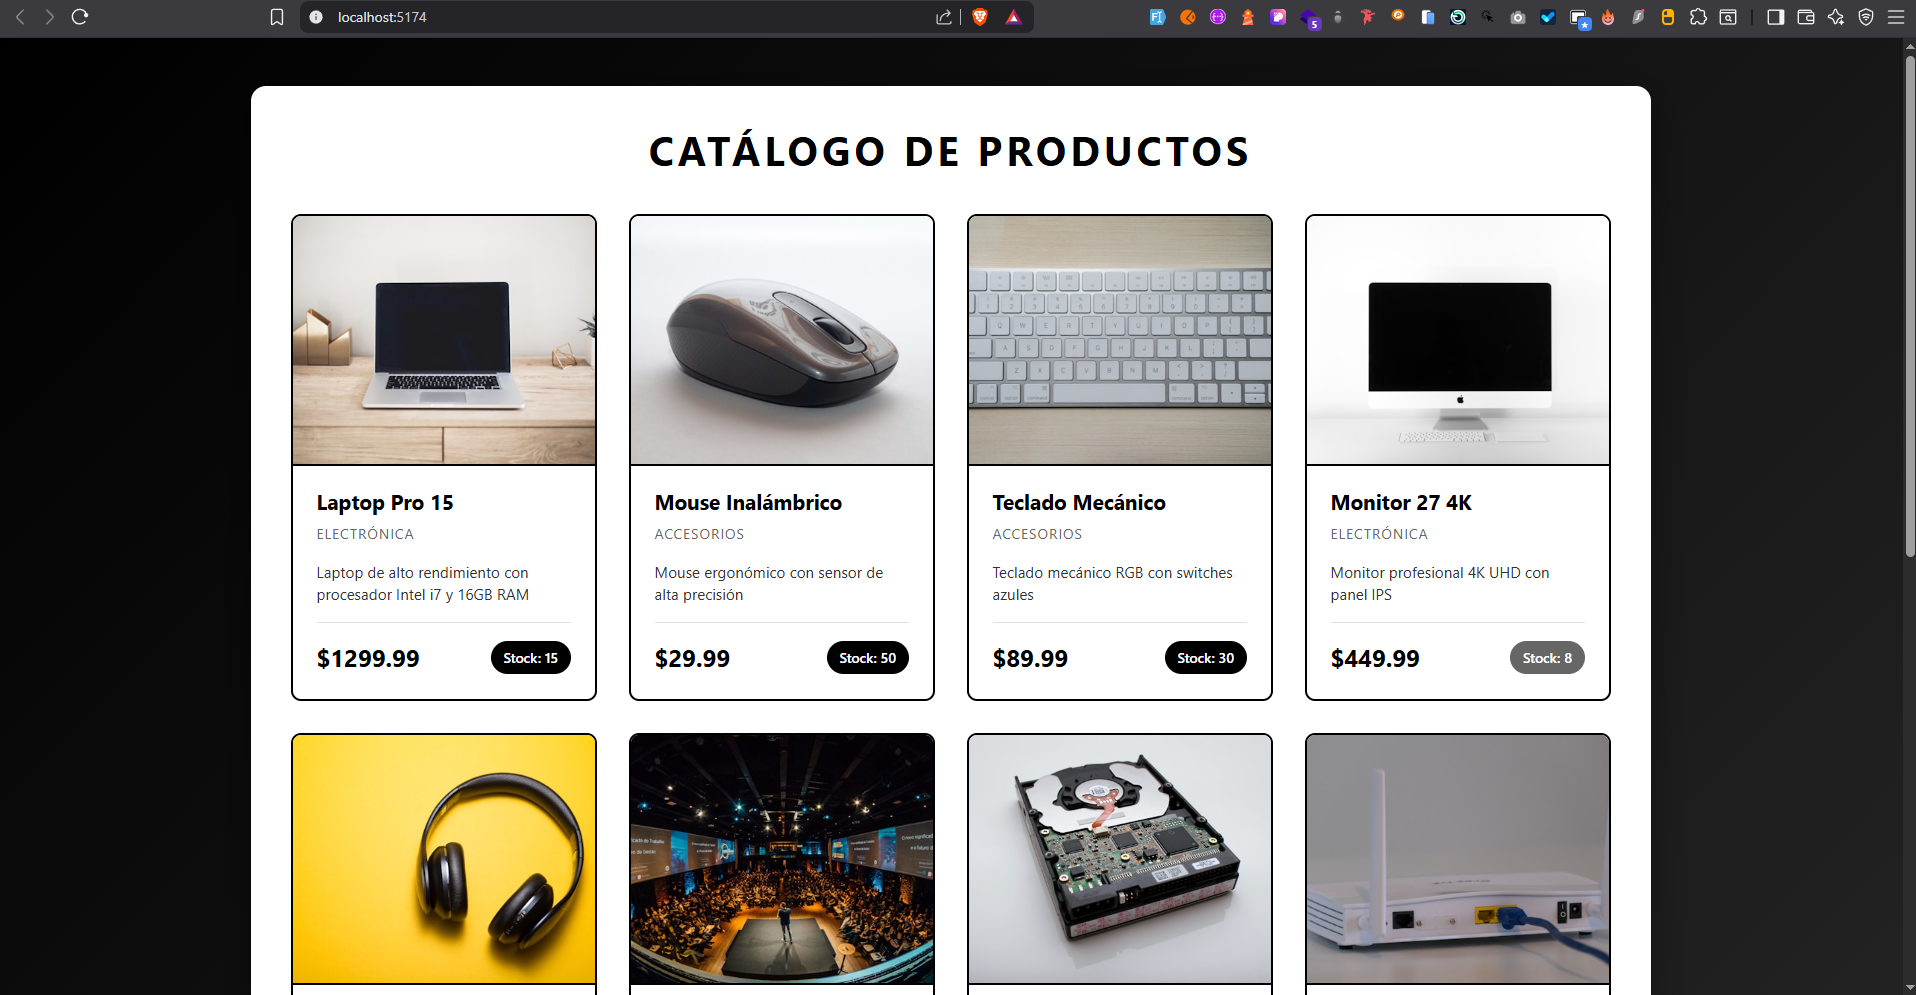 localhost:5174
5
CATÁLOGO DE PRODUCTOS
Laptop Pro 15
ELECTRÓNICA
Laptop de alto rendimiento con
procesador Intel i7 y 16GB RAM
$1299.99
Stock: 15
Mouse Inalámbrico
ACCESORIOS
Mouse ergonómico con sensor de
alta precisión
$29.99
Stock: 50
Teclado Mecánico
ACCESORIOS
Teclado mecánico RGB con switches
azules
$89.99
Stock: 30
Monitor 27 4K
ELECTRÓNICA
Monitor profesional 4K UHD con
panel IPS
$449.99
Stock: 8